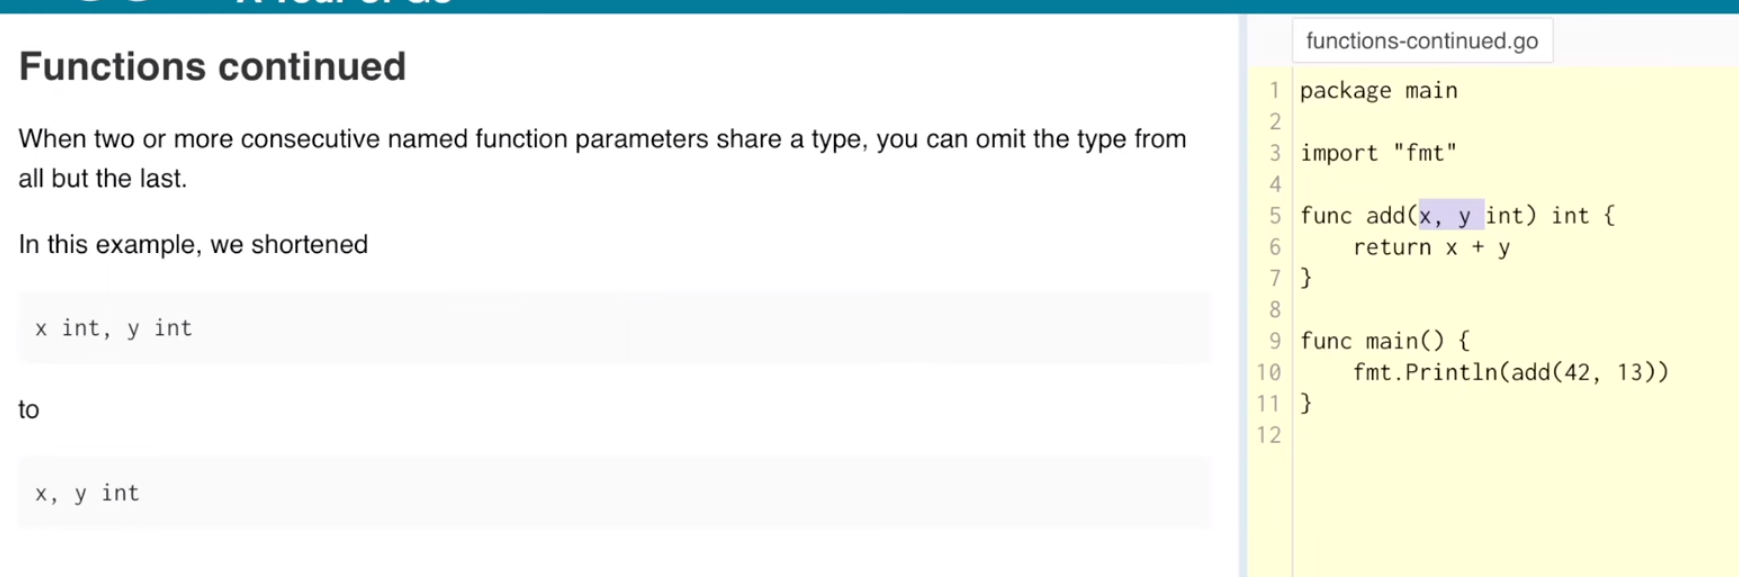 Functions continued
When two or more consecutive named function parameters share a type, you can omit the type from
all but the last.
In this example, we shortened
x int, y int
to
x, y int
functions-continued.go
1 package main
2
3 import "fmt"
4
5 func add(x, y int) int {
6     return x + y
7 }
8
9 func main() {
10     fmt.Println(add(42, 13))
11 }
12